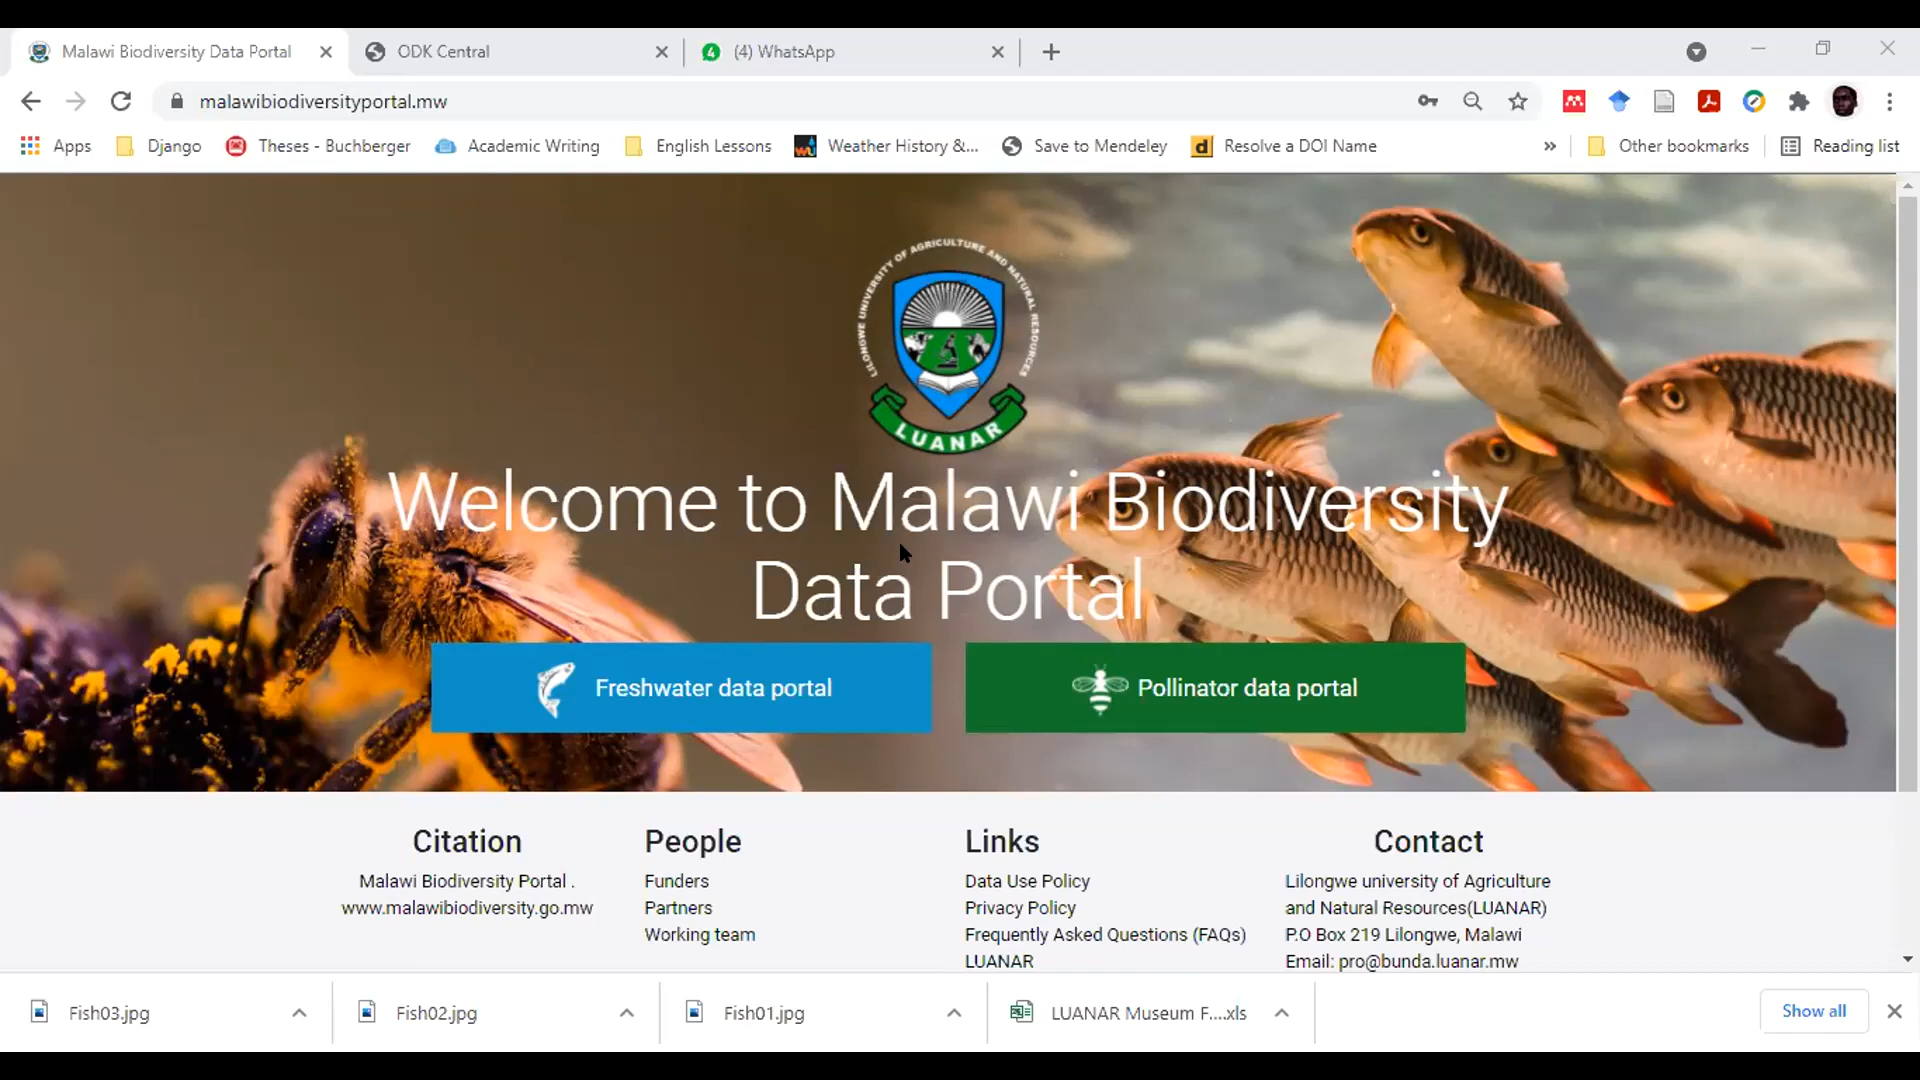 Malawi Biodiversity Data Portal
ODK Central
(4) WhatsApp
malawibiodiversityportal.mw
Apps
Django
Theses - Buchberger
Academic Writing
English Lessons
Weather History &...
Save to Mendeley
Resolve a DOI Name
»
Other bookmarks
Reading list
LILONGWE UNIVERSITY OF AGRICULTURE AND NATURAL RESOURCES
LUANAR
Welcome to Malawi Biodiversity
Data Portal
Freshwater data portal
Pollinator data portal
Citation
Malawi Biodiversity Portal .
www.malawibiodiversity.go.mw
People
Funders
Partners
Working team
Links
Data Use Policy
Privacy Policy
Frequently Asked Questions (FAQs)
LUANAR
Contact
Lilongwe university of Agriculture
and Natural Resources(LUANAR)
P.O Box 219 Lilongwe, Malawi
Email: pro@bunda.luanar.mw
Fish03.jpg
Fish02.jpg
Fish01.jpg
LUANAR Museum F....xls
Show all